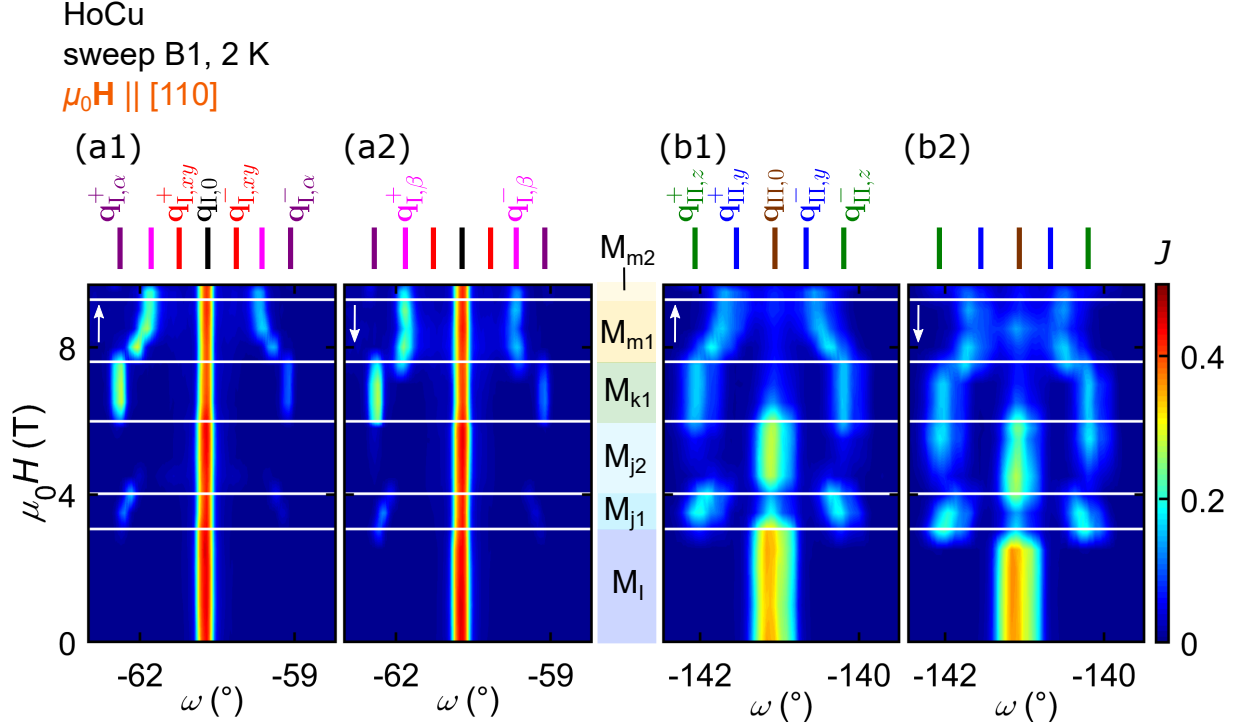 HoCu
sweep B1, 2 K
μ₀H || [110]
(a1) (a2) (b1) (b2)
q⁺I,α q⁺I,xy qI,0 q⁻I,xy q⁻I,α q⁺I,β q⁻I,β q⁺II,z q⁺II,y qII,0 q⁻II,y q⁻II,z
Mm2
J
Mm1
Mk1
Mj2
Mj1
MI
μ₀H (T)
8
4
0
0.4
0.2
0
-62 -59 -62 -59 -142 -140 -142 -140
ω (°) ω (°) ω (°) ω (°)